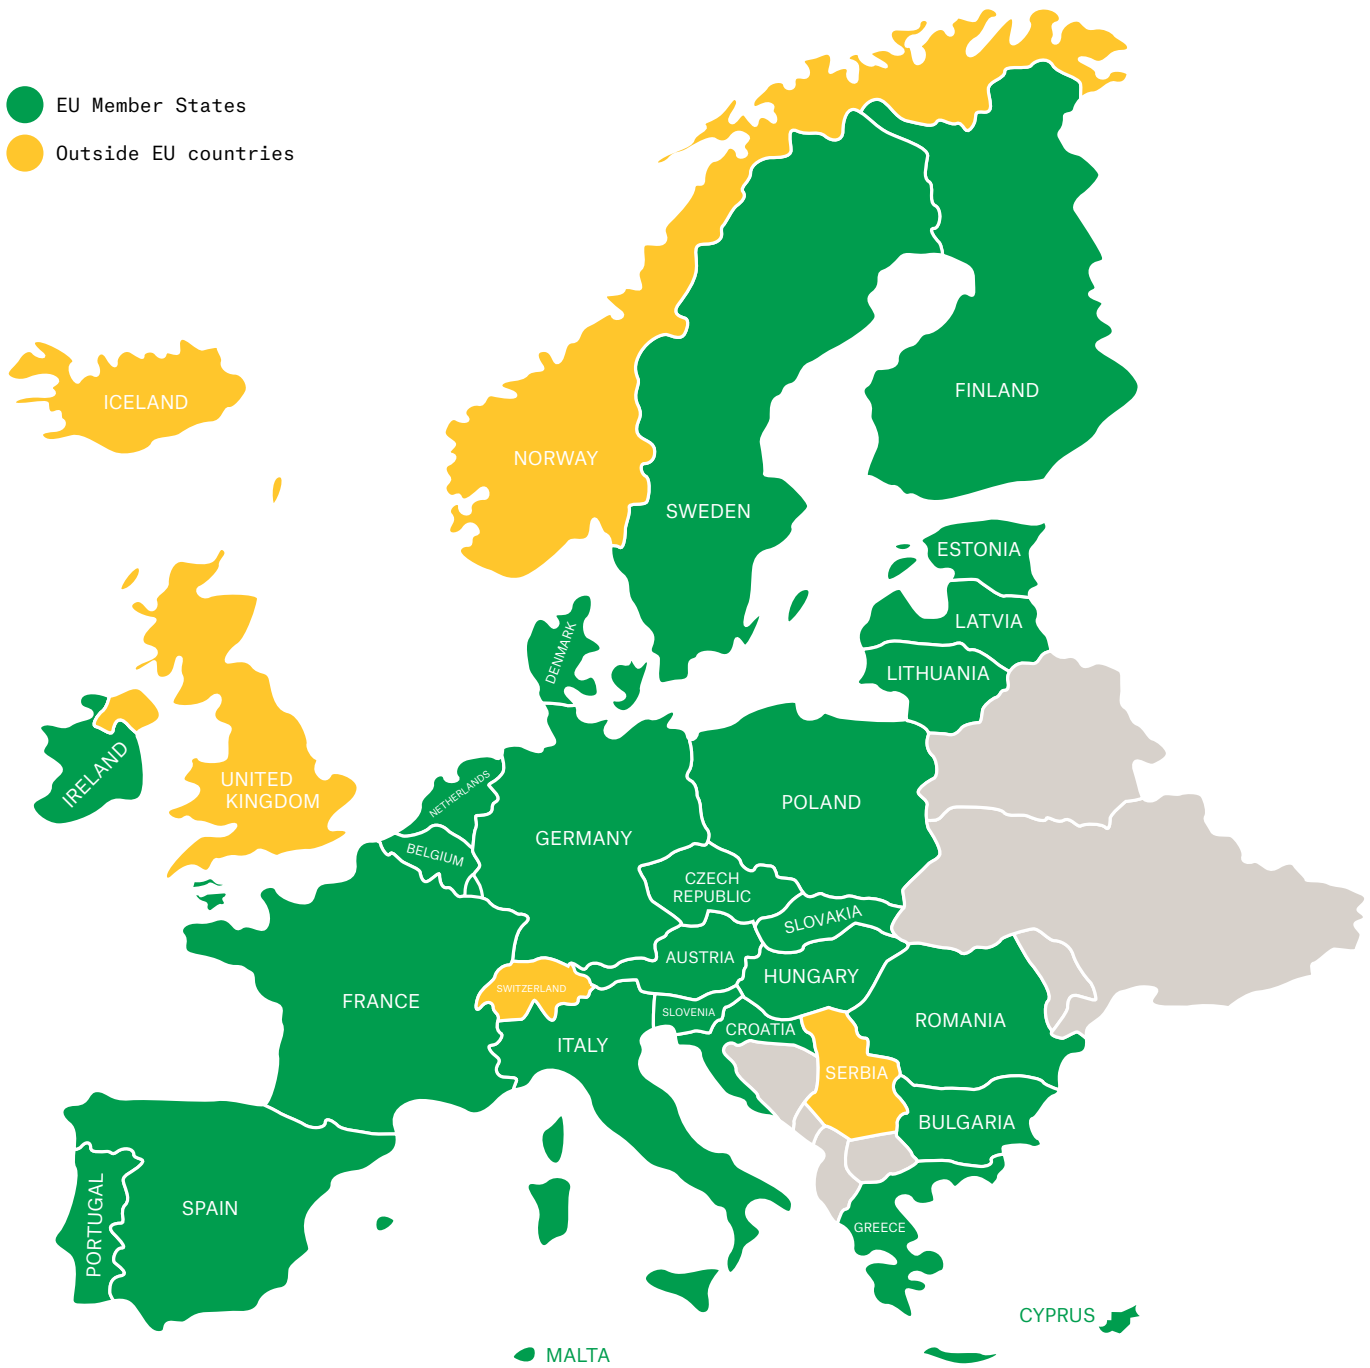 EU Member States
Outside EU countries
FINLAND
ICELAND
NORWAY
SWEDEN
ESTONIA
LATVIA
DENMARK
LITHUANIA
IRELAND
UNITED
KINGDOM
NETHERLANDS
POLAND
GERMANY
BELGIUM
CZECH
REPUBLIC
SLOVAKIA
AUSTRIA
HUNGARY
SWITZERLAND
FRANCE
SLOVENIA
ROMANIA
CROATIA
ITALY
SERBIA
BULGARIA
PORTUGAL
SPAIN
GREECE
CYPRUS
MALTA